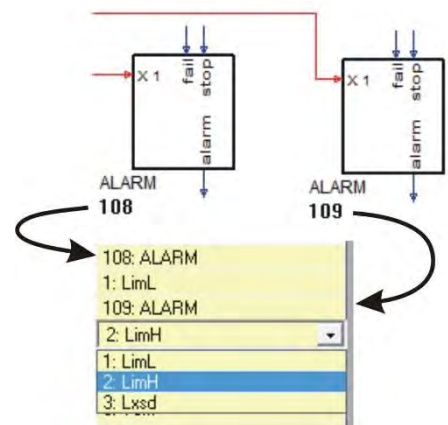 X 1 fail stop
alarm
ALARM
108
X 1 fail stop
alarm
ALARM
109
108: ALARM
1: LimL
109: ALARM
2: LimH
1: LimL
2: LimH
3: Lxsd